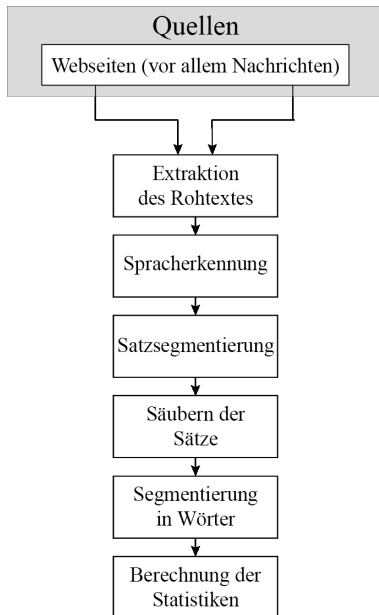 Quellen
Webseiten (vor allem Nachrichten)
Extraktion
des Rohtextes
Spracherkennung
Satzsegmentierung
Säubern der
Sätze
Segmentierung
in Wörter
Berechnung der
Statistiken